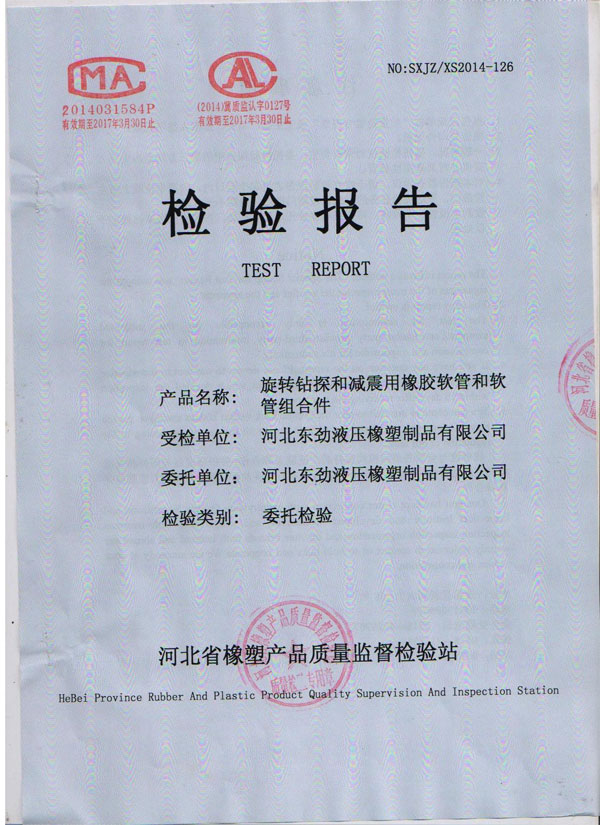 NO:SXJZ/XS2014-126
MA
2014031584P
有效期至2017年3月30日止
CAL
(2014)冀质监认字0127号
有效期至2017年3月30日止
检验报告
TEST REPORT
产品名称: 旋转钻探和减震用橡胶软管和软
管组合件
受检单位: 河北东劲液压橡塑制品有限公司
委托单位: 河北东劲液压橡塑制品有限公司
检验类别: 委托检验
河北省橡塑产品质量监督检验站
HeBei Province Rubber And Plastic Product Quality Supervision And Inspection Station